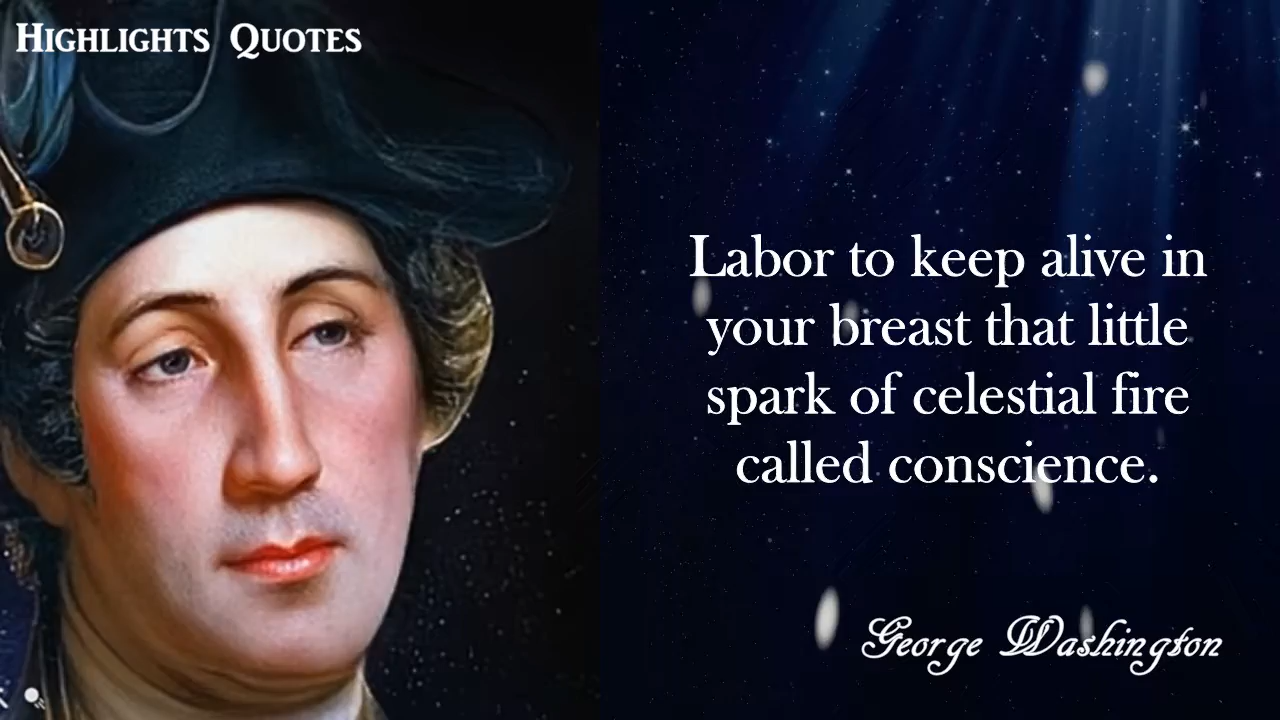 Highlights Quotes
Labor to keep alive in
your breast that little
spark of celestial fire
called conscience.
George Washington